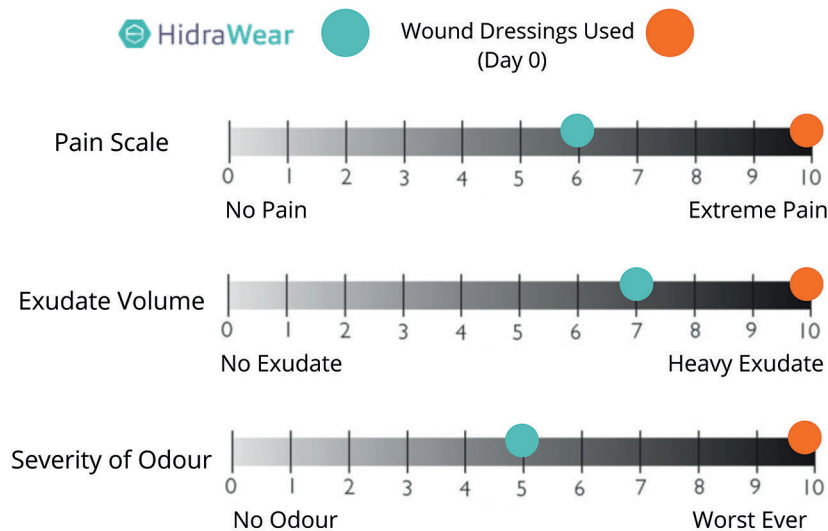 HidraWear
Wound Dressings Used
(Day 0)
Pain Scale
0 1 2 3 4 5 6 7 8 9 10
No Pain Extreme Pain
Exudate Volume
0 1 2 3 4 5 6 7 8 9 10
No Exudate Heavy Exudate
Severity of Odour
0 1 2 3 4 5 6 7 8 9 10
No Odour Worst Ever